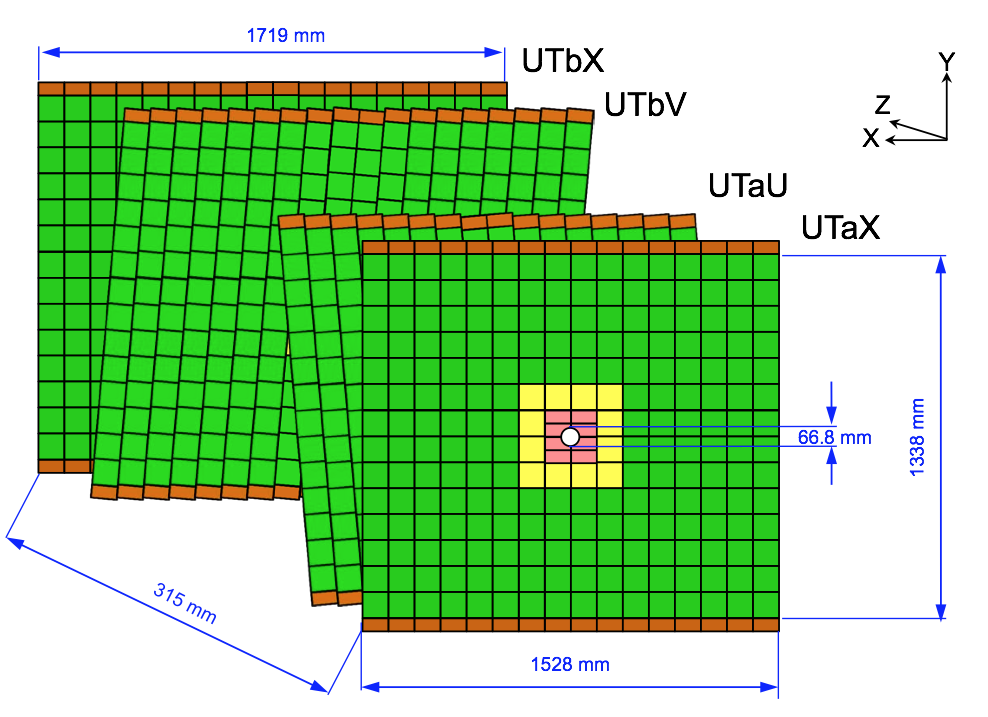 1719 mm
UTbX
Y
UTbV
Z
X
UTaU
UTaX
66.8 mm
1338 mm
315 mm
1528 mm